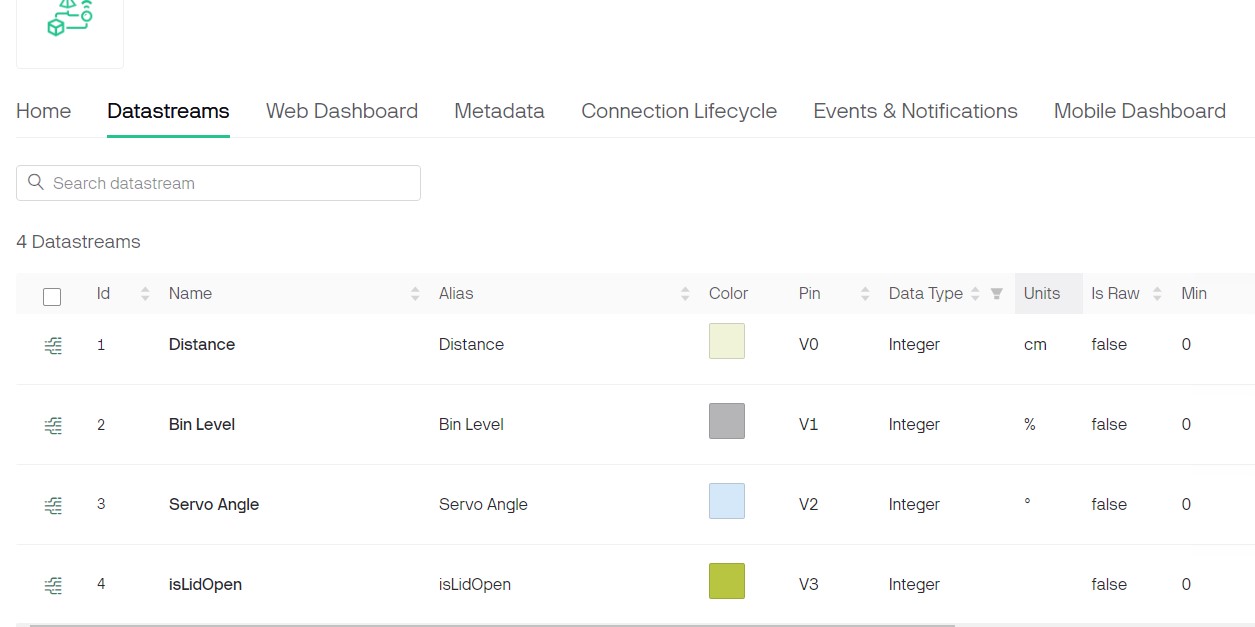 Home Datastreams Web Dashboard Metadata Connection Lifecycle Events & Notifications Mobile Dashboard
Search datastream
4 Datastreams
Id Name Alias Color Pin Data Type Units Is Raw Min
1 Distance Distance V0 Integer cm false 0
2 Bin Level Bin Level V1 Integer % false 0
3 Servo Angle Servo Angle V2 Integer ° false 0
4 isLidOpen isLidOpen V3 Integer false 0